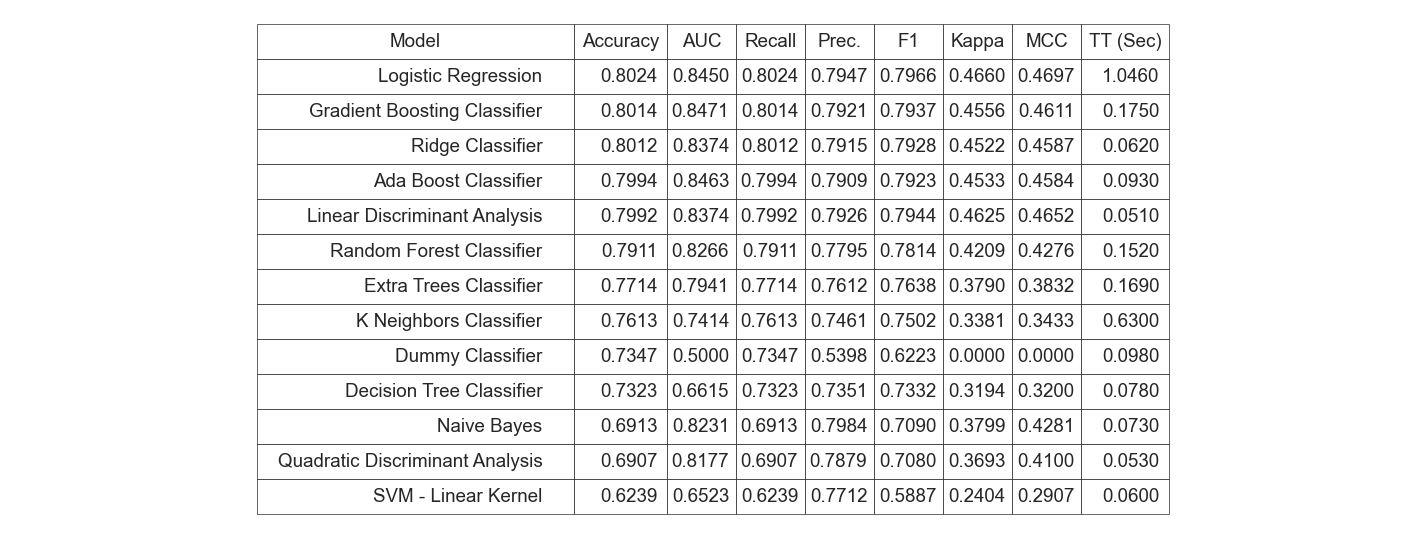 Model Accuracy AUC Recall Prec. F1 Kappa MCC TT (Sec)
Logistic Regression 0.8024 0.8450 0.8024 0.7947 0.7966 0.4660 0.4697 1.0460
Gradient Boosting Classifier 0.8014 0.8471 0.8014 0.7921 0.7937 0.4556 0.4611 0.1750
Ridge Classifier 0.8012 0.8374 0.8012 0.7915 0.7928 0.4522 0.4587 0.0620
Ada Boost Classifier 0.7994 0.8463 0.7994 0.7909 0.7923 0.4533 0.4584 0.0930
Linear Discriminant Analysis 0.7992 0.8374 0.7992 0.7926 0.7944 0.4625 0.4652 0.0510
Random Forest Classifier 0.7911 0.8266 0.7911 0.7795 0.7814 0.4209 0.4276 0.1520
Extra Trees Classifier 0.7714 0.7941 0.7714 0.7612 0.7638 0.3790 0.3832 0.1690
K Neighbors Classifier 0.7613 0.7414 0.7613 0.7461 0.7502 0.3381 0.3433 0.6300
Dummy Classifier 0.7347 0.5000 0.7347 0.5398 0.6223 0.0000 0.0000 0.0980
Decision Tree Classifier 0.7323 0.6615 0.7323 0.7351 0.7332 0.3194 0.3200 0.0780
Naive Bayes 0.6913 0.8231 0.6913 0.7984 0.7090 0.3799 0.4281 0.0730
Quadratic Discriminant Analysis 0.6907 0.8177 0.6907 0.7879 0.7080 0.3693 0.4100 0.0530
SVM - Linear Kernel 0.6239 0.6523 0.6239 0.7712 0.5887 0.2404 0.2907 0.0600